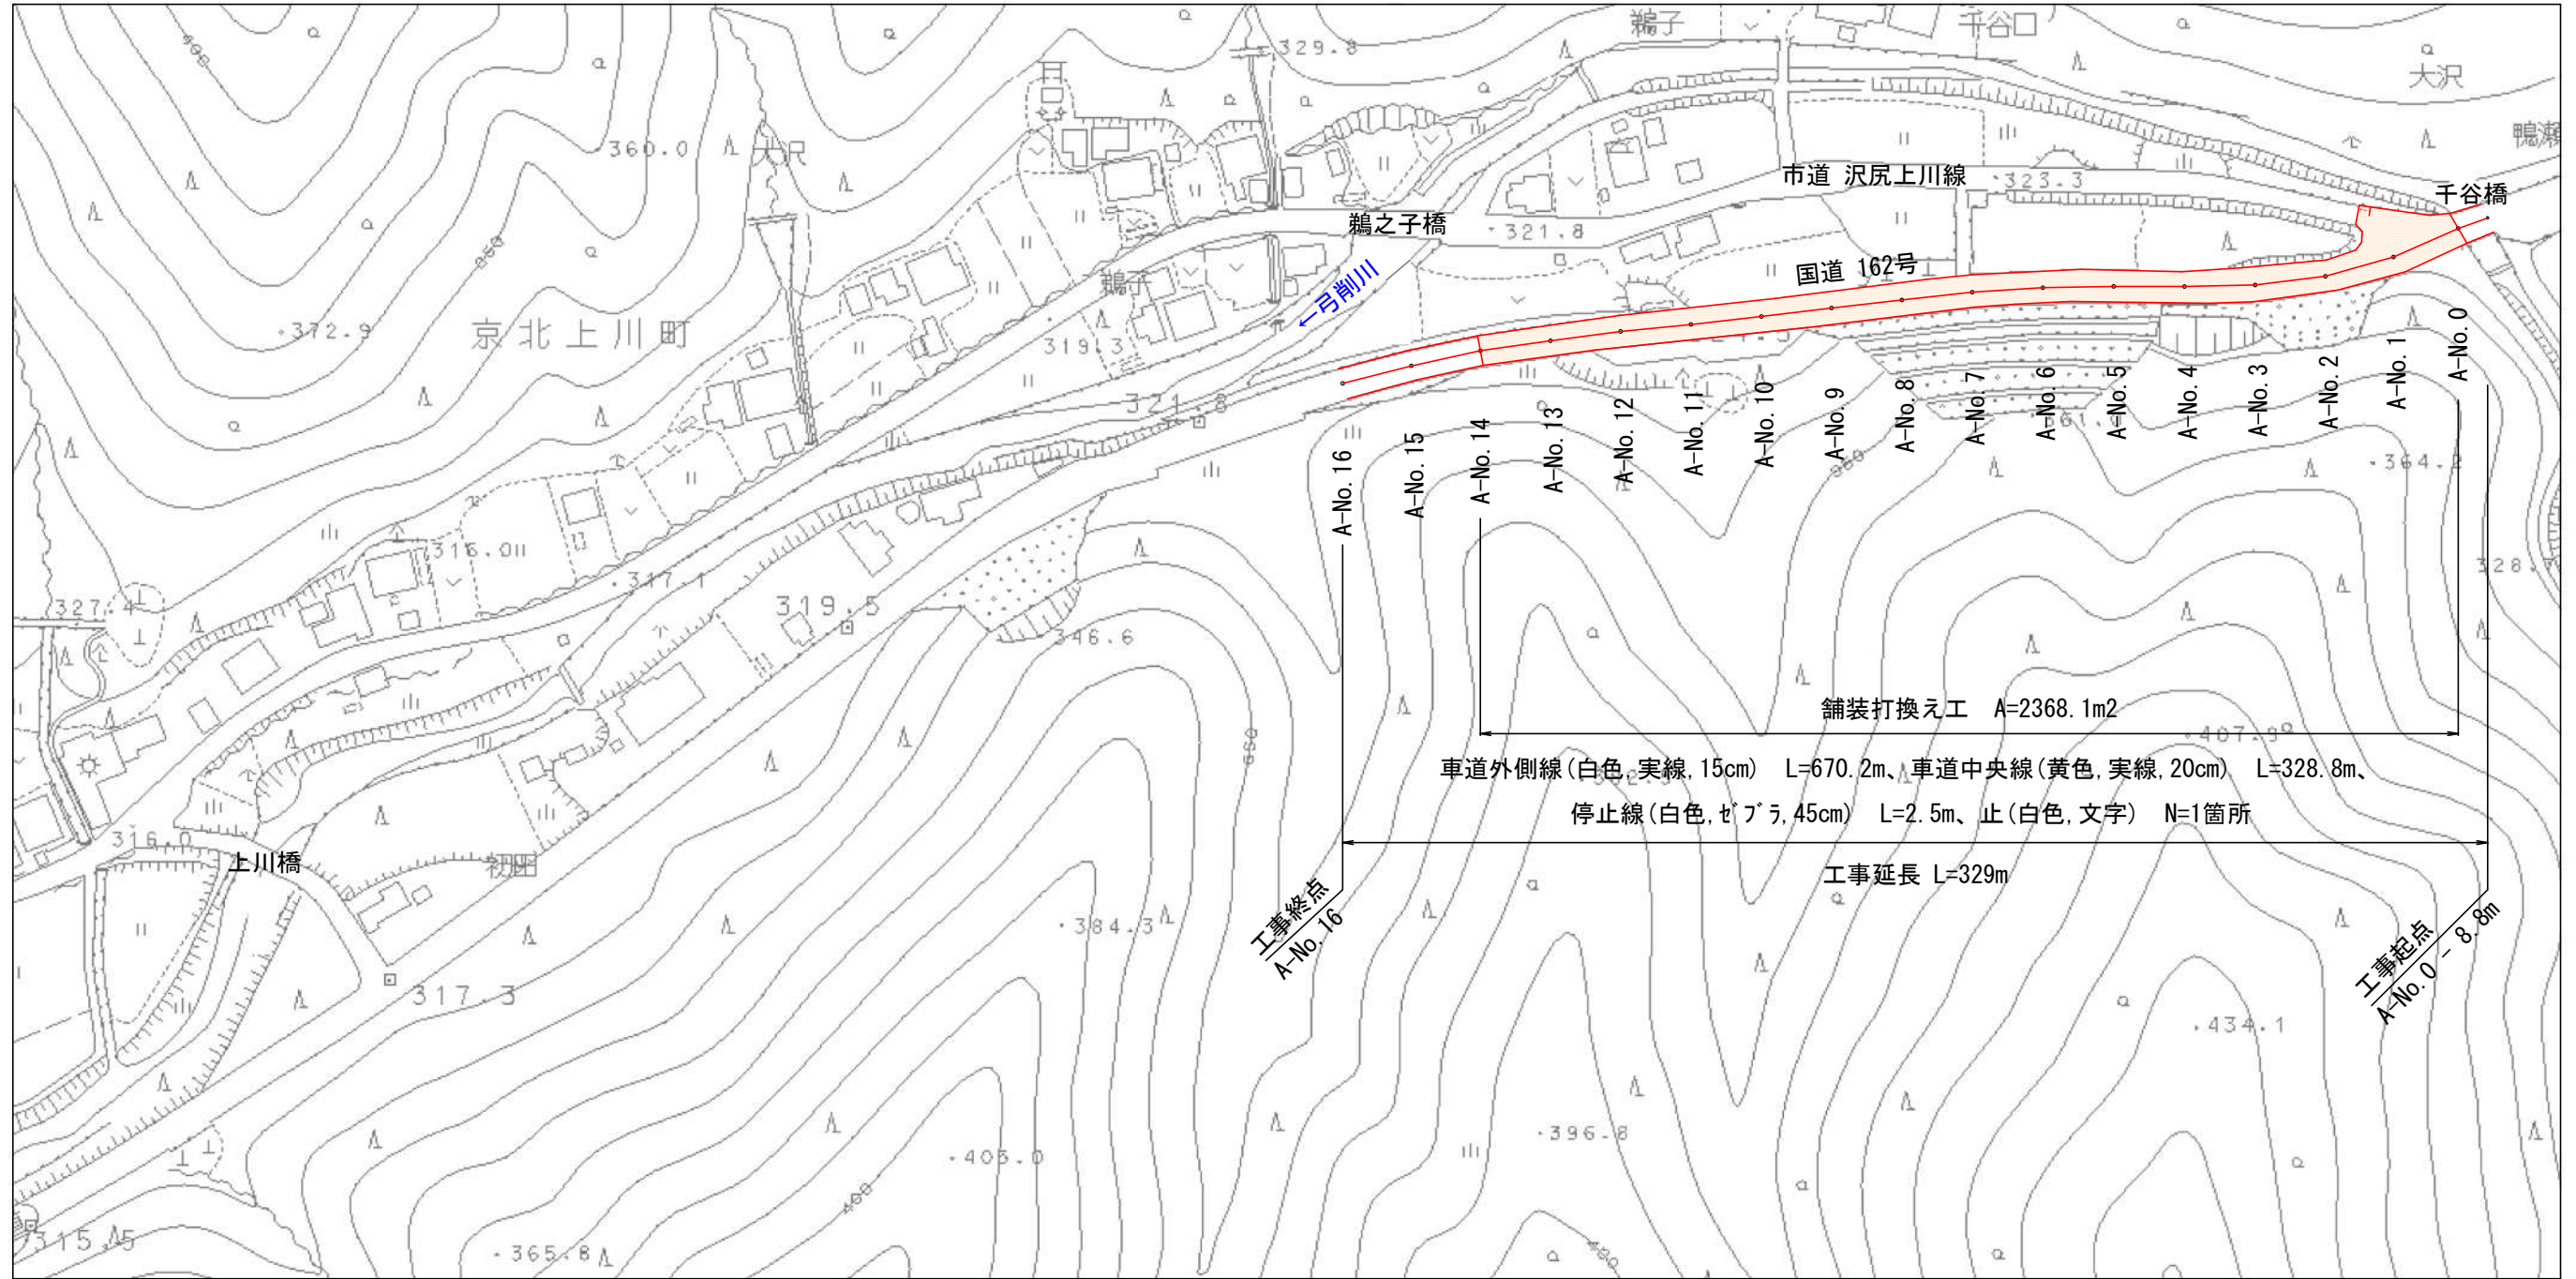 鵜子
千谷口
大沢
329.8
360.0
大沢
市道 沢尻上川線
323.3
千谷橋
鵜之子橋
321.8
国道 162号
鵜子
←弓削川
372.9
京北上川町
319.3
321.8
A-No.16
A-No.15
A-No.14
A-No.13
A-No.12
A-No.11
A-No.10
A-No.9
A-No.8
A-No.7
A-No.6
A-No.5
A-No.4
A-No.3
A-No.2
A-No.1
A-No.0
364.2
316.0
317.1
327.4
319.5
346.6
舗装打換え工 A=2368.1m2
407.9
車道外側線(白色,実線,15cm) L=670.2m、車道中央線(黄色,実線,20cm) L=328.8m、
停止線(白色,ｾﾞﾌﾞﾗ,45cm) L=2.5m、止(白色,文字) N=1箇所
工事延長 L=329m
316.0
上川橋
初田
工事終点
A-No.16
工事起点
A-No.0 - 8.8m
384.3
317.3
434.1
396.8
405.0
400
315.5
365.8